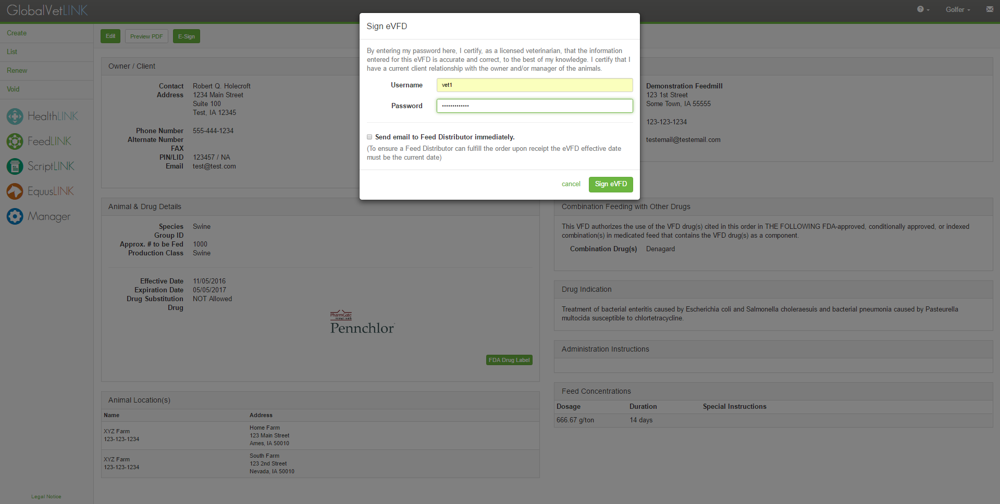 GlobalVetLINK
Golfer
Create
List
Renew
Void
HealthLINK
FeedLINK
ScriptLINK
EquusLINK
Manager
Legal Notice
Edit
Preview PDF
E-Sign
Sign eVFD
By entering my password here, I certify, as a licensed veterinarian, that the information
entered for this eVFD is accurate and correct, to the best of my knowledge. I certify that I
have a current client relationship with the owner and/or manager of the animals.
Username vet1
Password •••••••••••••
Send email to Feed Distributor immediately.
(To ensure a Feed Distributor can fulfill the order upon receipt the eVFD effective date
must be the current date)
cancel
Sign eVFD
Owner / Client
Contact Robert Q. Holecroft
Address 1234 Main Street
Suite 100
Test, IA 12345
Phone Number 555-444-1234
Alternate Number
FAX
PIN/LID 123457 / NA
Email test@test.com
Demonstration Feedmill
123 1st Street
Some Town, IA 55555
123-123-1234
testemail@testemail.com
Animal & Drug Details
Species Swine
Group ID
Approx. # to be Fed 1000
Production Class Swine
Effective Date 11/05/2016
Expiration Date 05/05/2017
Drug Substitution NOT Allowed
Drug
PharmGate
Animal Health
Pennchlor
FDA Drug Label
Animal Location(s)
Name Address
XYZ Farm
123-123-1234
Home Farm
123 Main Street
Ames, IA 50010
XYZ Farm
123-123-1234
South Farm
123 2nd Street
Nevada, IA 50010
Combination Feeding with Other Drugs
This VFD authorizes the use of the VFD drug(s) cited in this order in THE FOLLOWING FDA-approved, conditionally approved, or indexed
combination(s) in medicated feed that contains the VFD drug(s) as a component.
Combination Drug(s) Denagard
Drug Indication
Treatment of bacterial enteritis caused by Escherichia coli and Salmonella choleraesuis and bacterial pneumonia caused by Pasteurella
multocida susceptible to chlortetracycline.
Administration Instructions
Feed Concentrations
Dosage Duration Special Instructions
666.67 g/ton 14 days